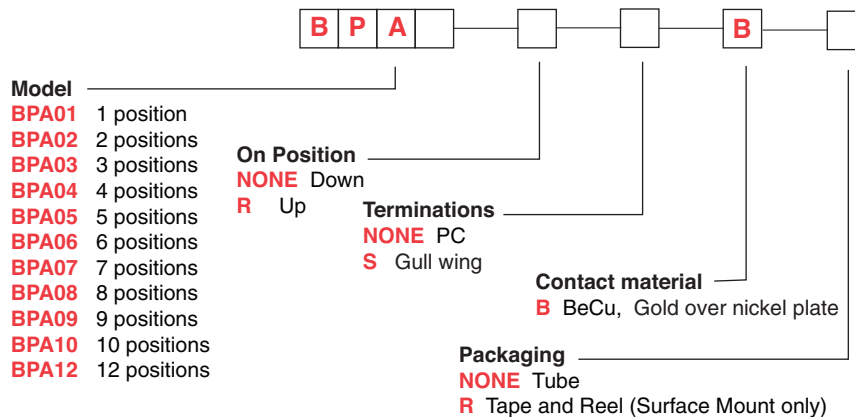 B P A B
Model
BPA01 1 position
BPA02 2 positions
BPA03 3 positions
BPA04 4 positions
BPA05 5 positions
BPA06 6 positions
BPA07 7 positions
BPA08 8 positions
BPA09 9 positions
BPA10 10 positions
BPA12 12 positions
On Position
NONE Down
R Up
Terminations
NONE PC
S Gull wing
Contact material
B BeCu, Gold over nickel plate
Packaging
NONE Tube
R Tape and Reel (Surface Mount only)